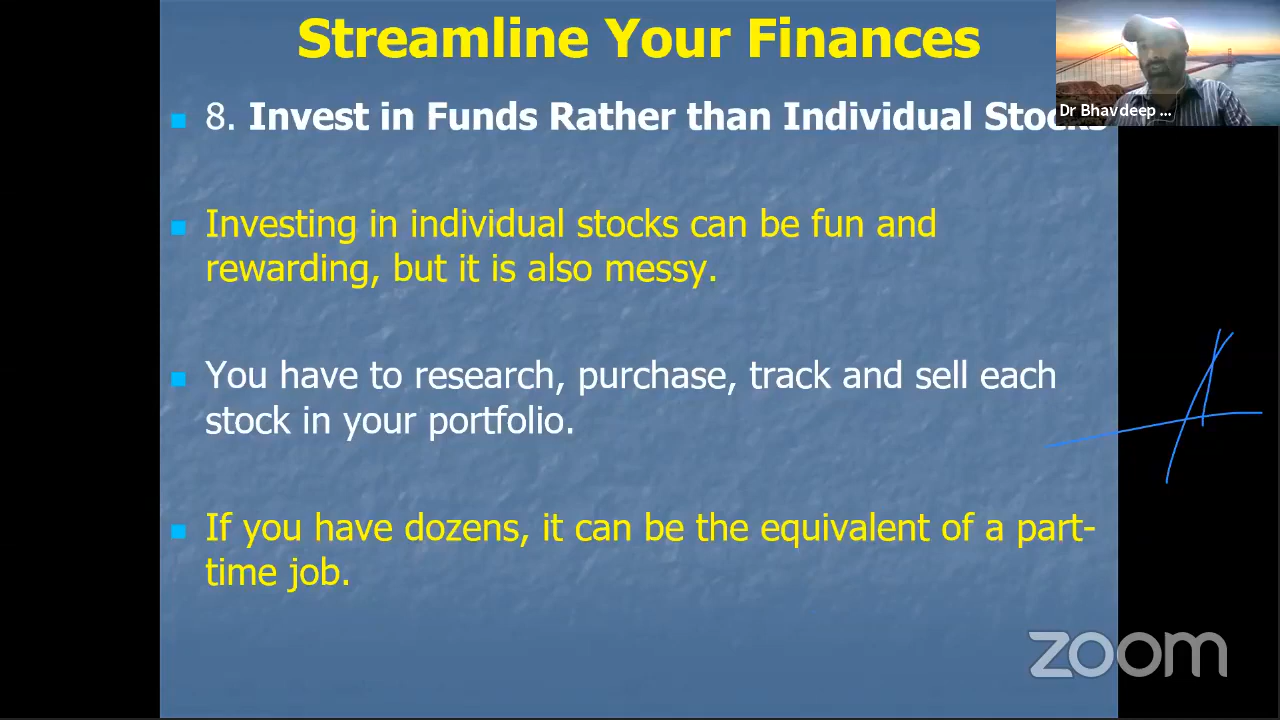 Streamline Your Finances
8. Invest in Funds Rather than Individual Stocks
Dr Bhavdeep ...
Investing in individual stocks can be fun and
rewarding, but it is also messy.
You have to research, purchase, track and sell each
stock in your portfolio.
If you have dozens, it can be the equivalent of a part-
time job.
zoom